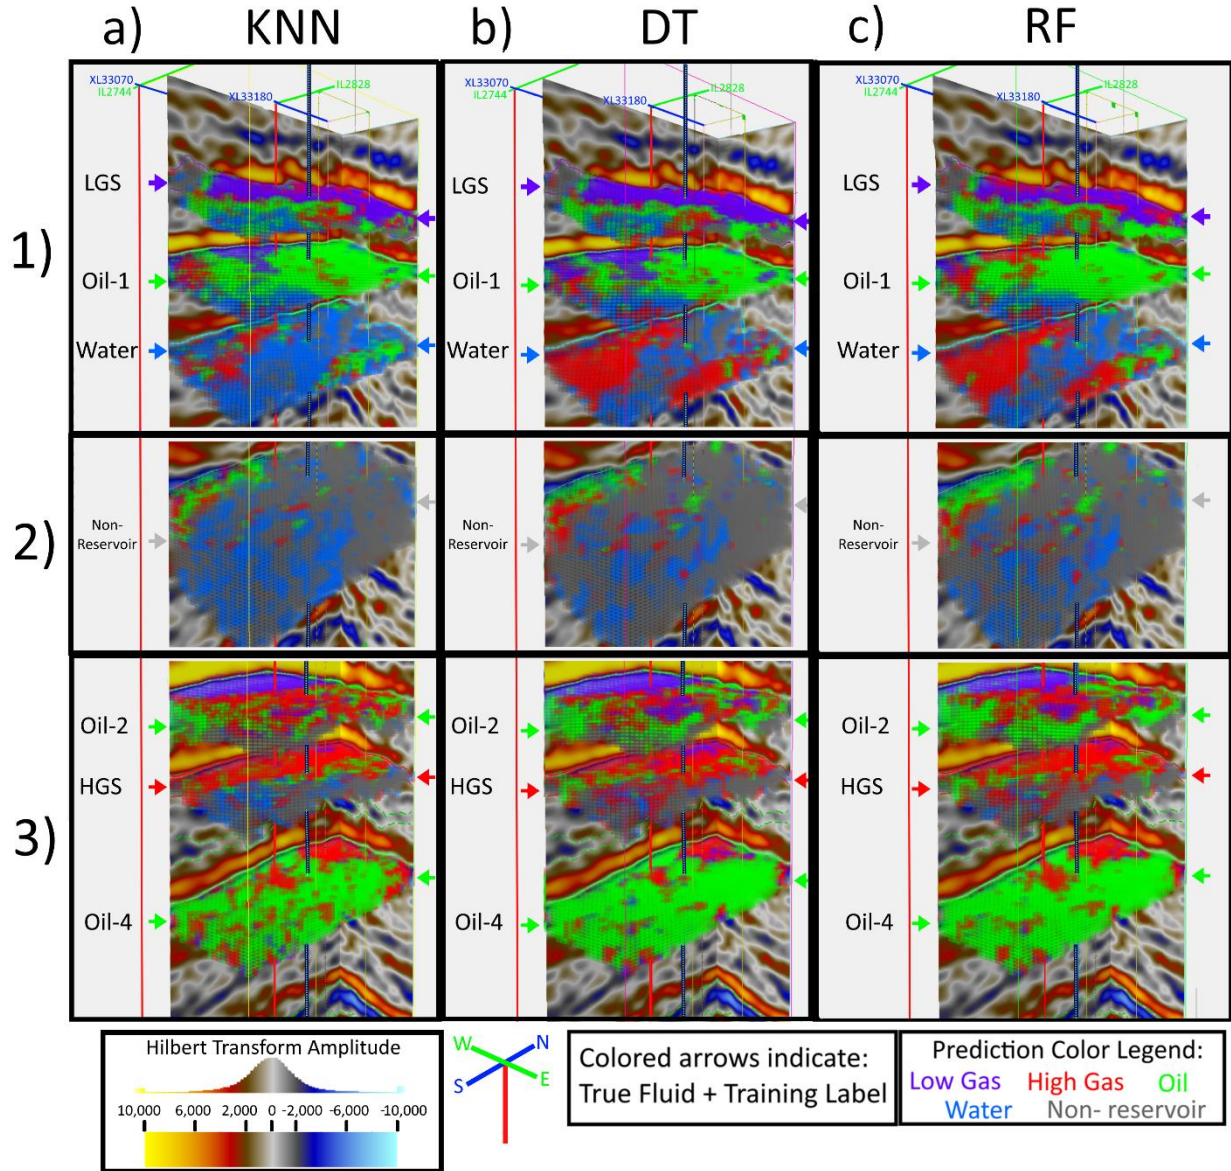 a) KNN
b) DT
c) RF
1)
XL33070
IL2744
XL33180
IL2828
LGS
Oil-1
Water
XL33070
IL2744
XL33180
IL2828
LGS
Oil-1
Water
XL33070
IL2744
XL33180
IL2828
LGS
Oil-1
Water
2)
Non-
Reservoir
Non-
Reservoir
Non-
Reservoir
3)
Oil-2
HGS
Oil-4
Oil-2
HGS
Oil-4
Oil-2
HGS
Oil-4
Hilbert Transform Amplitude
10,000 6,000 2,000 0 -2,000 -6,000 -10,000
W N
S E
Colored arrows indicate:
True Fluid + Training Label
Prediction Color Legend:
Low Gas High Gas Oil
Water Non- reservoir